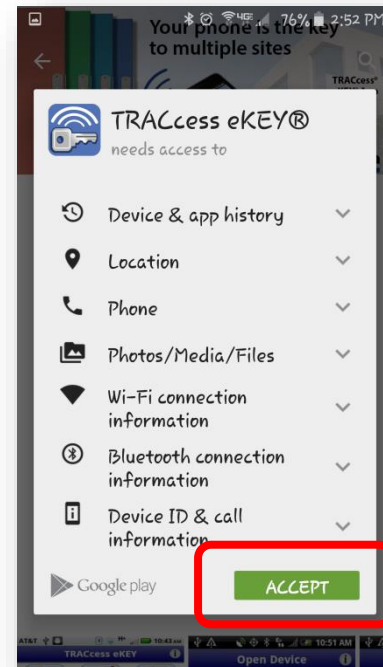 76% 2:52 PM
Your phone is the key
to multiple sites
TRACcess®
TRACcess eKEY®
needs access to
Device & app history
Location
Phone
Photos/Media/Files
Wi-Fi connection
information
Bluetooth connection
information
Device ID & call
information
Google play
ACCEPT
AT&T 10:43 AM
10:51 AM
TRACcess eKEY
Open Device